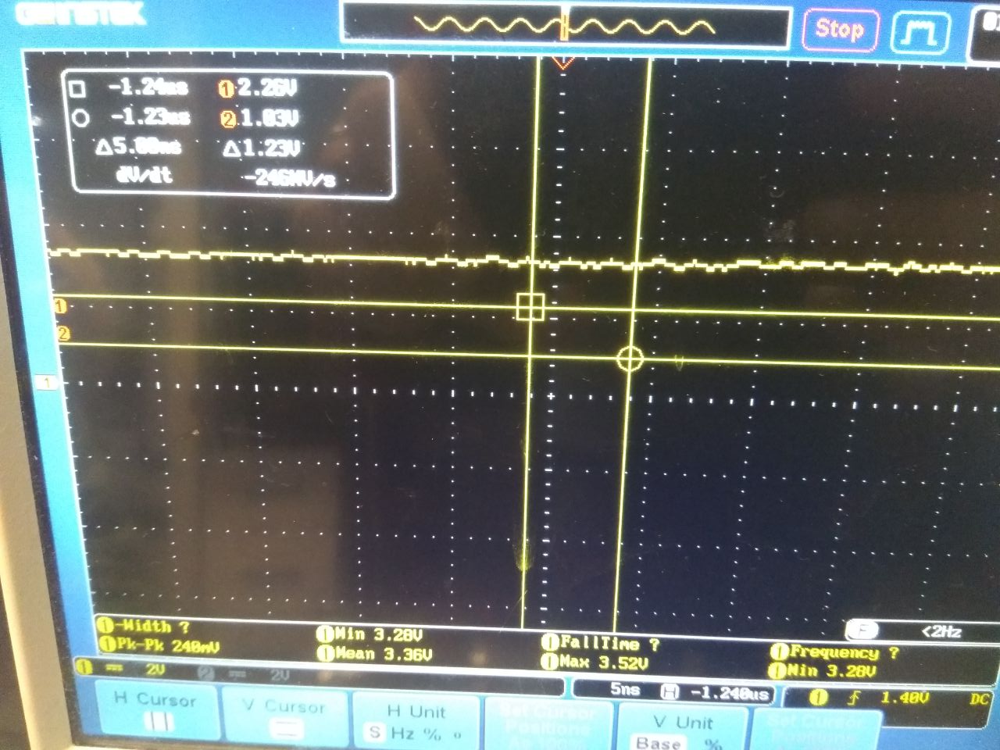 GWINSTEK
Stop
□ -1.24us 1 2.26V
○ -1.23us 2 1.03V
Δ5.00ns Δ1.23V
dV/dt -246MV/s
1
2
1
1 -Width ? 1 Min 3.28V 1 FallTime ? 1 Frequency ?
1 Pk-Pk 240mV 1 Mean 3.36V 1 Max 3.52V 1 Min 3.28V
F <2Hz
1 2V 2 2V 5ns H -1.240us 1 1.40V DC
H Cursor V Cursor H Unit Set Cursor V Unit Set Cursor
S Hz % ° Positions Base %